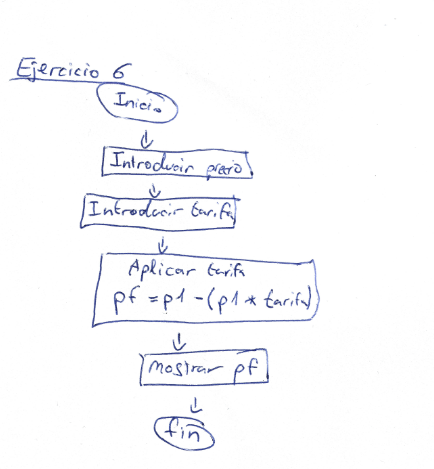 Ejercicio 6
Inicio
Introducir precio
Introducir tarifa
Aplicar tarifa
pf = p1 - (p1 * tarifa)
mostrar pf
fin